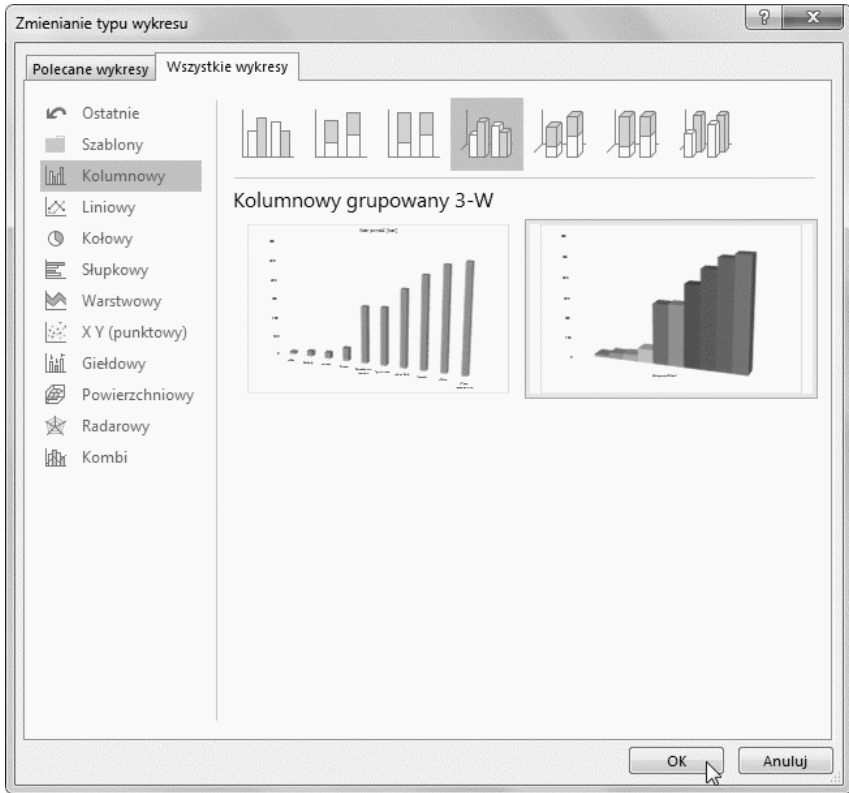 Zmienianie typu wykresu
Polecane wykresy
Wszystkie wykresy
Ostatnie
Szablony
Kolumnowy
Liniowy
Kołowy
Słupkowy
Warstwowy
X Y (punktowy)
Giełdowy
Powierzchniowy
Radarowy
Kombi
Kolumnowy grupowany 3-W
OK
Anuluj